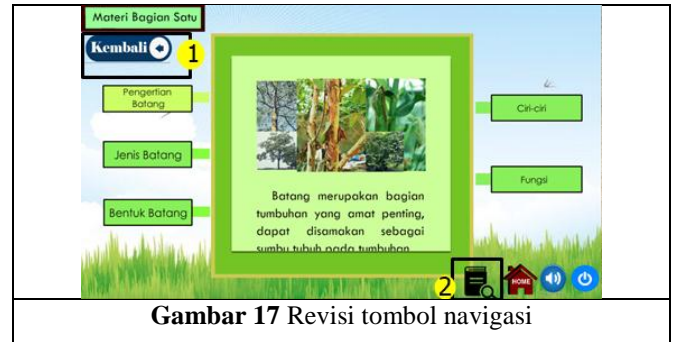 Materi Bagian Satu
Kembali
1
Pengertian
Batang
Jenis Batang
Bentuk Batang
Batang merupakan bagian
tumbuhan yang amat penting,
dapat disamakan sebagai
sumbu tubuh pada tumbuhan
Ciri-ciri
Fungsi
2
HOME
Gambar 17 Revisi tombol navigasi